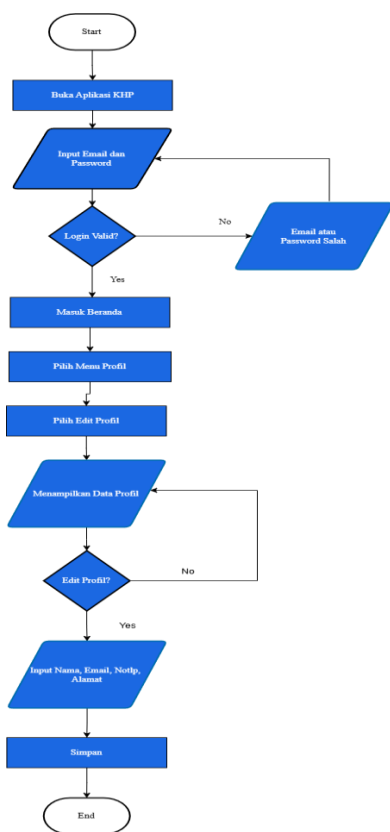 Start
Buka Aplikasi KHP
Input Email dan
Password
Login Valid?
No
Email atau
Password Salah
Yes
Masuk Beranda
Pilih Menu Profil
Pilih Edit Profil
Menampilkan Data Profil
Edit Profil?
No
Yes
Input Nama, Email, Notlp,
Alamat
Simpan
End